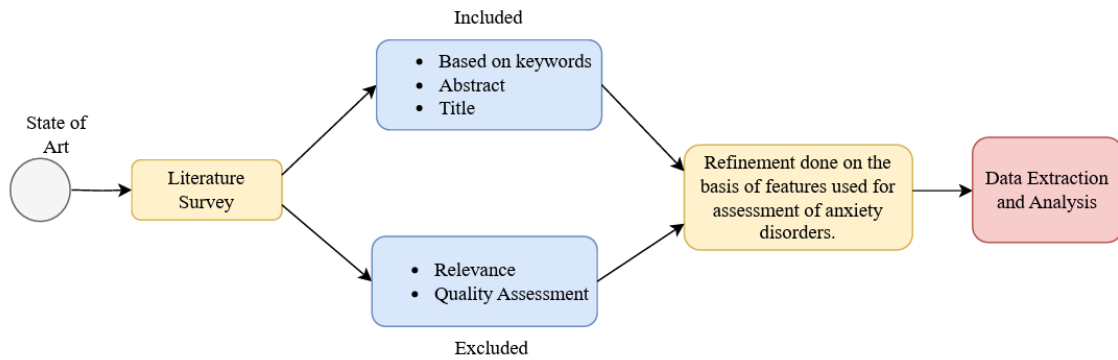 State of
Art
Literature
Survey
Included
• Based on keywords
• Abstract
• Title
• Relevance
• Quality Assessment
Excluded
Refinement done on the
basis of features used for
assessment of anxiety
disorders.
Data Extraction
and Analysis